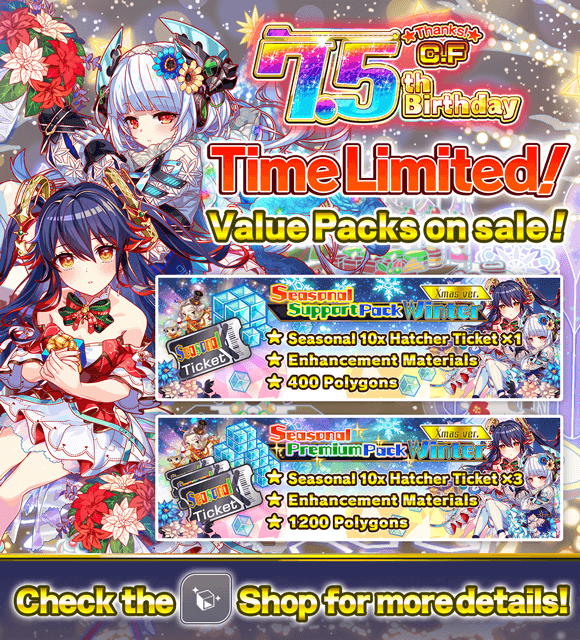 ★Thanks!★
C.F
7.5th
Birthday
Time Limited!
Value Packs on sale!
Seasonal
Support Pack Winter
Xmas ver.
Seasonal
Ticket
★ Seasonal 10x Hatcher Ticket ×1
★ Enhancement Materials
★ 400 Polygons
Seasonal
Premium Pack Winter
Xmas ver.
Seasonal
Ticket
★ Seasonal 10x Hatcher Ticket ×3
★ Enhancement Materials
★ 1200 Polygons
Check the Shop for more details!